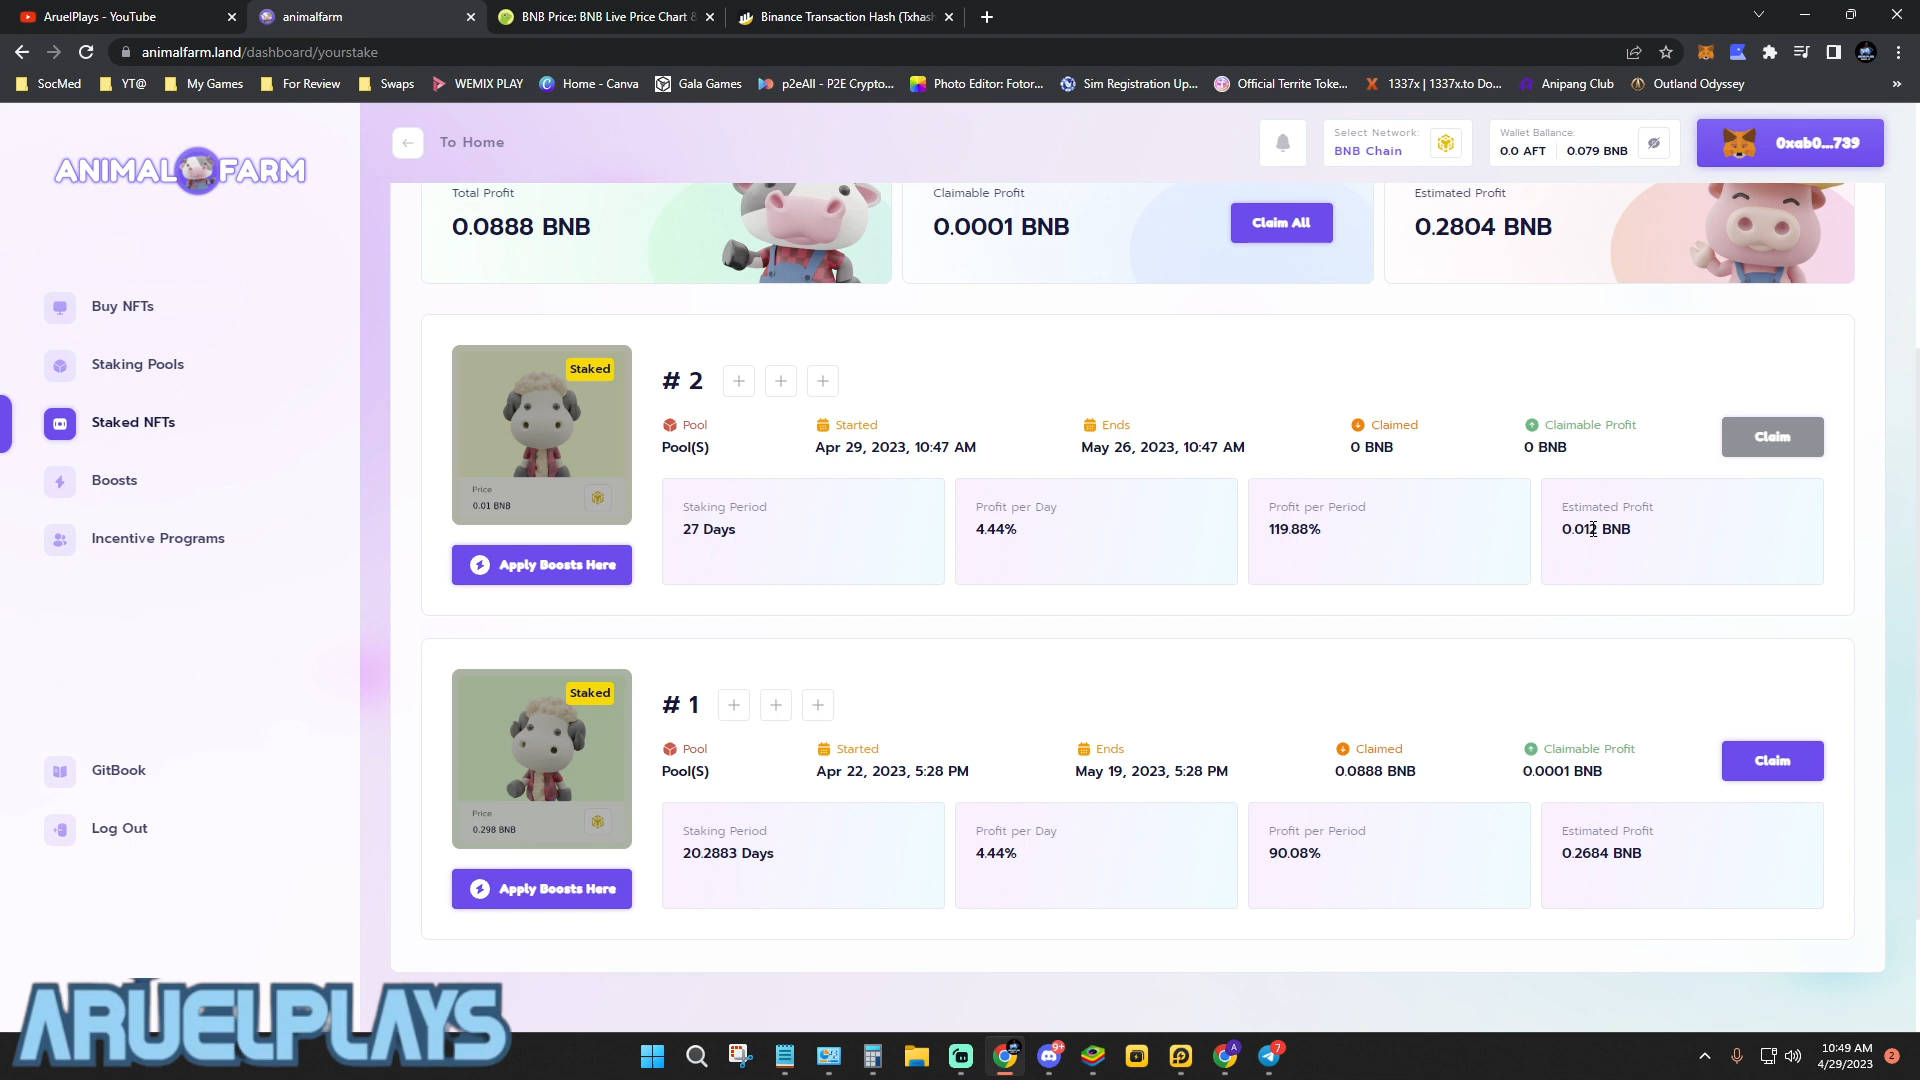 ArueIPlays - YouTube
animalfarm
BNB Price: BNB Live Price Chart &
Binance Transaction Hash (Txhash
animalfarm.land/dashboard/yourstake
SocMed
YT@
My Games
For Review
Swaps
WEMIX PLAY
Home - Canva
Gala Games
p2eAll - P2E Crypto...
Photo Editor: Fotor...
Sim Registration Up...
Official Territe Toke...
1337x | 1337x.to Do...
Anipang Club
Outland Odyssey
»
ANIMAL FARM
To Home
Select Network:
BNB Chain
Wallet Ballance:
0.0 AFT
0.079 BNB
0xab0...739
Buy NFTs
Staking Pools
Staked NFTs
Boosts
Incentive Programs
GitBook
Log Out
Total Profit
0.0888 BNB
Claimable Profit
0.0001 BNB
Claim All
Estimated Profit
0.2804 BNB
Staked
Price
0.01 BNB
Apply Boosts Here
# 2
+ + +
Pool
Pool(S)
Started
Apr 29, 2023, 10:47 AM
Ends
May 26, 2023, 10:47 AM
Claimed
0 BNB
Claimable Profit
0 BNB
Claim
Staking Period
27 Days
Profit per Day
4.44%
Profit per Period
119.88%
Estimated Profit
0.012 BNB
Staked
Price
0.298 BNB
Apply Boosts Here
# 1
+ + +
Pool
Pool(S)
Started
Apr 22, 2023, 5:28 PM
Ends
May 19, 2023, 5:28 PM
Claimed
0.0888 BNB
Claimable Profit
0.0001 BNB
Claim
Staking Period
20.2883 Days
Profit per Day
4.44%
Profit per Period
90.08%
Estimated Profit
0.2684 BNB
ARUELPLAYS
9+
A
7
10:49 AM
4/29/2023
2